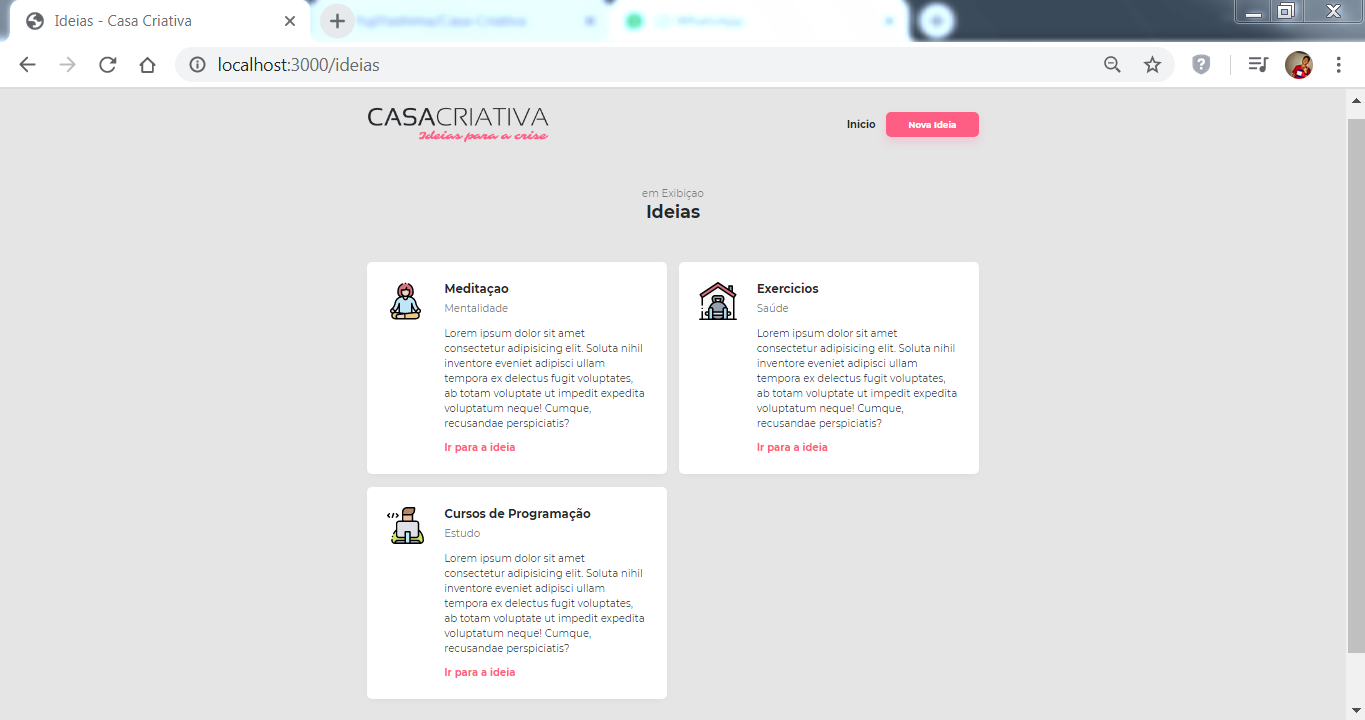 Ideias - Casa Criativa
localhost:3000/ideias
CASACRIATIVA
Ideias para a crise
Inicio
Nova Ideia
em Exibiçao
Ideias
Meditaçao
Mentalidade
Lorem ipsum dolor sit amet
consectetur adipisicing elit. Soluta nihil
inventore eveniet adipisci ullam
tempora ex delectus fugit voluptates,
ab totam voluptate ut impedit expedita
voluptatum neque! Cumque,
recusandae perspiciatis?
Ir para a ideia
Exercicios
Saúde
Lorem ipsum dolor sit amet
consectetur adipisicing elit. Soluta nihil
inventore eveniet adipisci ullam
tempora ex delectus fugit voluptates,
ab totam voluptate ut impedit expedita
voluptatum neque! Cumque,
recusandae perspiciatis?
Ir para a ideia
Cursos de Programação
Estudo
Lorem ipsum dolor sit amet
consectetur adipisicing elit. Soluta nihil
inventore eveniet adipisci ullam
tempora ex delectus fugit voluptates,
ab totam voluptate ut impedit expedita
voluptatum neque! Cumque,
recusandae perspiciatis?
Ir para a ideia